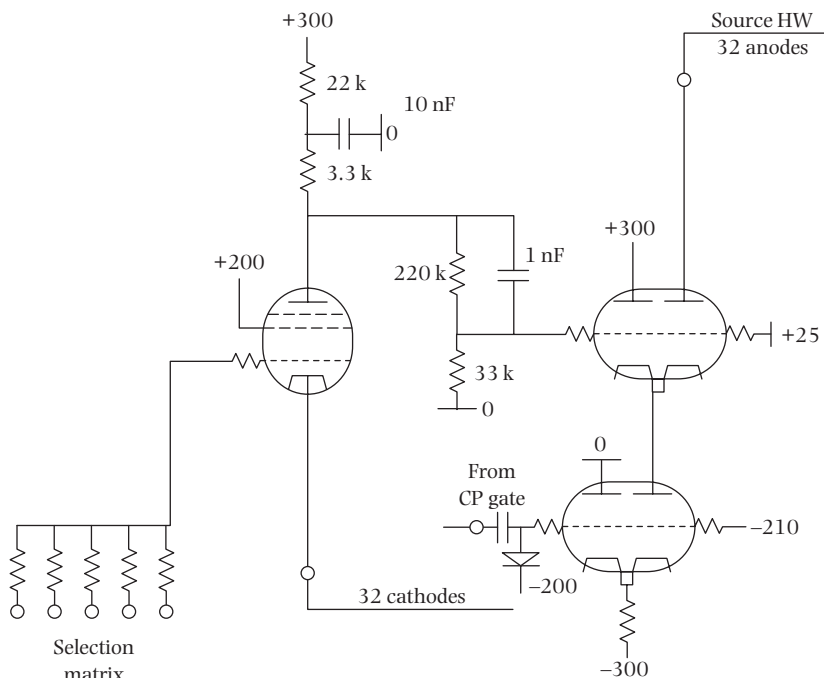 +300
Source HW
32 anodes
22 k
10 nF
0
3.3 k
+300
+200
220 k
1 nF
+25
33 k
0
0
From
CP gate
–210
–200
32 cathodes
Selection
matrix
–300